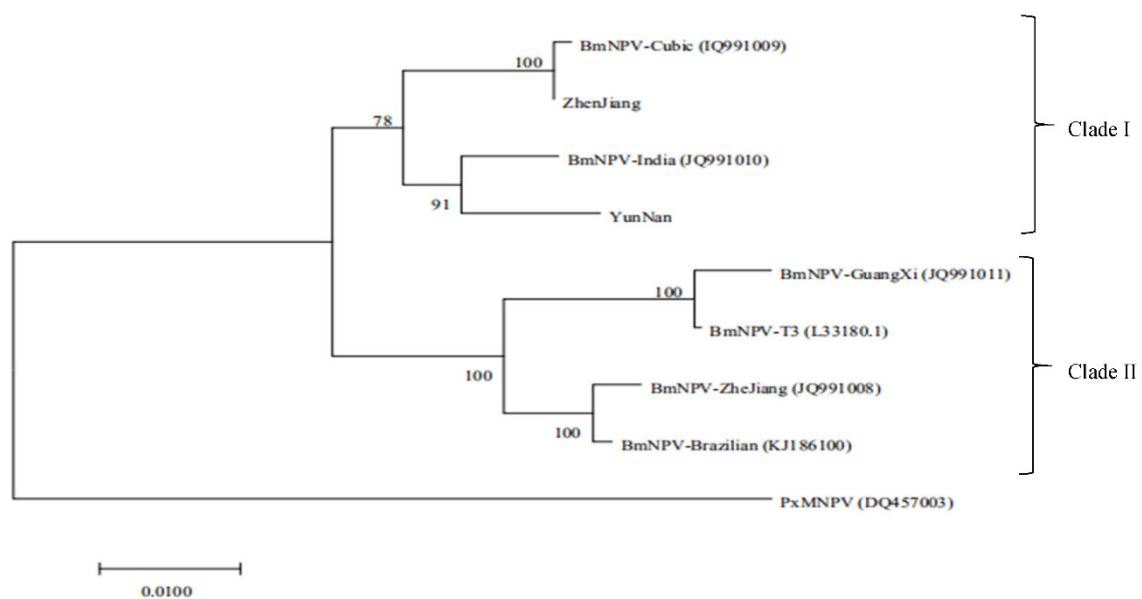 BmNPV-Cubic (IQ991009)
100
ZhenJiang
78
Clade I
BmNPV-India (JQ991010)
91
YunNan
BmNPV-GuangXi (JQ991011)
100
BmNPV-T3 (L33180.1)
100
Clade II
BmNPV-ZheJiang (JQ991008)
100
BmNPV-Brazilian (KJ186100)
PxMNPV (DQ457003)
0.0100